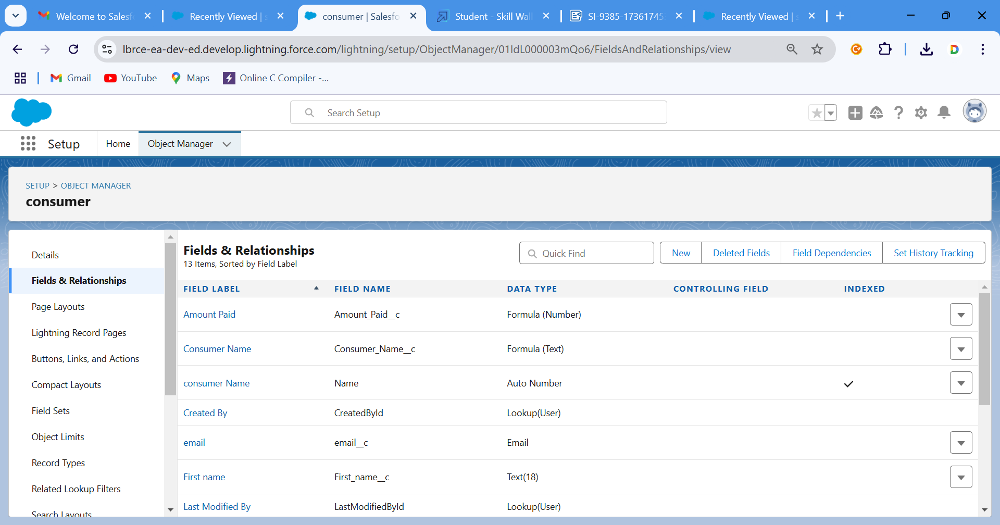 Welcome to Salesf
Recently Viewed |
consumer | Salesfo
Student - Skill Wall
SI-9385-17361745
Recently Viewed |
lbrce-ea-dev-ed.develop.lightning.force.com/lightning/setup/ObjectManager/01IdL000003mQo6/FieldsAndRelationships/view
Gmail
YouTube
Maps
Online C Compiler -...
Search Setup
Setup
Home
Object Manager
SETUP > OBJECT MANAGER
consumer
Details
Fields & Relationships
Page Layouts
Lightning Record Pages
Buttons, Links, and Actions
Compact Layouts
Field Sets
Object Limits
Record Types
Related Lookup Filters
Search Layouts
Fields & Relationships
13 Items, Sorted by Field Label
Quick Find
New
Deleted Fields
Field Dependencies
Set History Tracking
FIELD LABEL FIELD NAME DATA TYPE CONTROLLING FIELD INDEXED
Amount Paid Amount_Paid__c Formula (Number)
Consumer Name Consumer_Name__c Formula (Text)
consumer Name Name Auto Number
Created By CreatedById Lookup(User)
email email__c Email
First name First_name__c Text(18)
Last Modified By LastModifiedById Lookup(User)